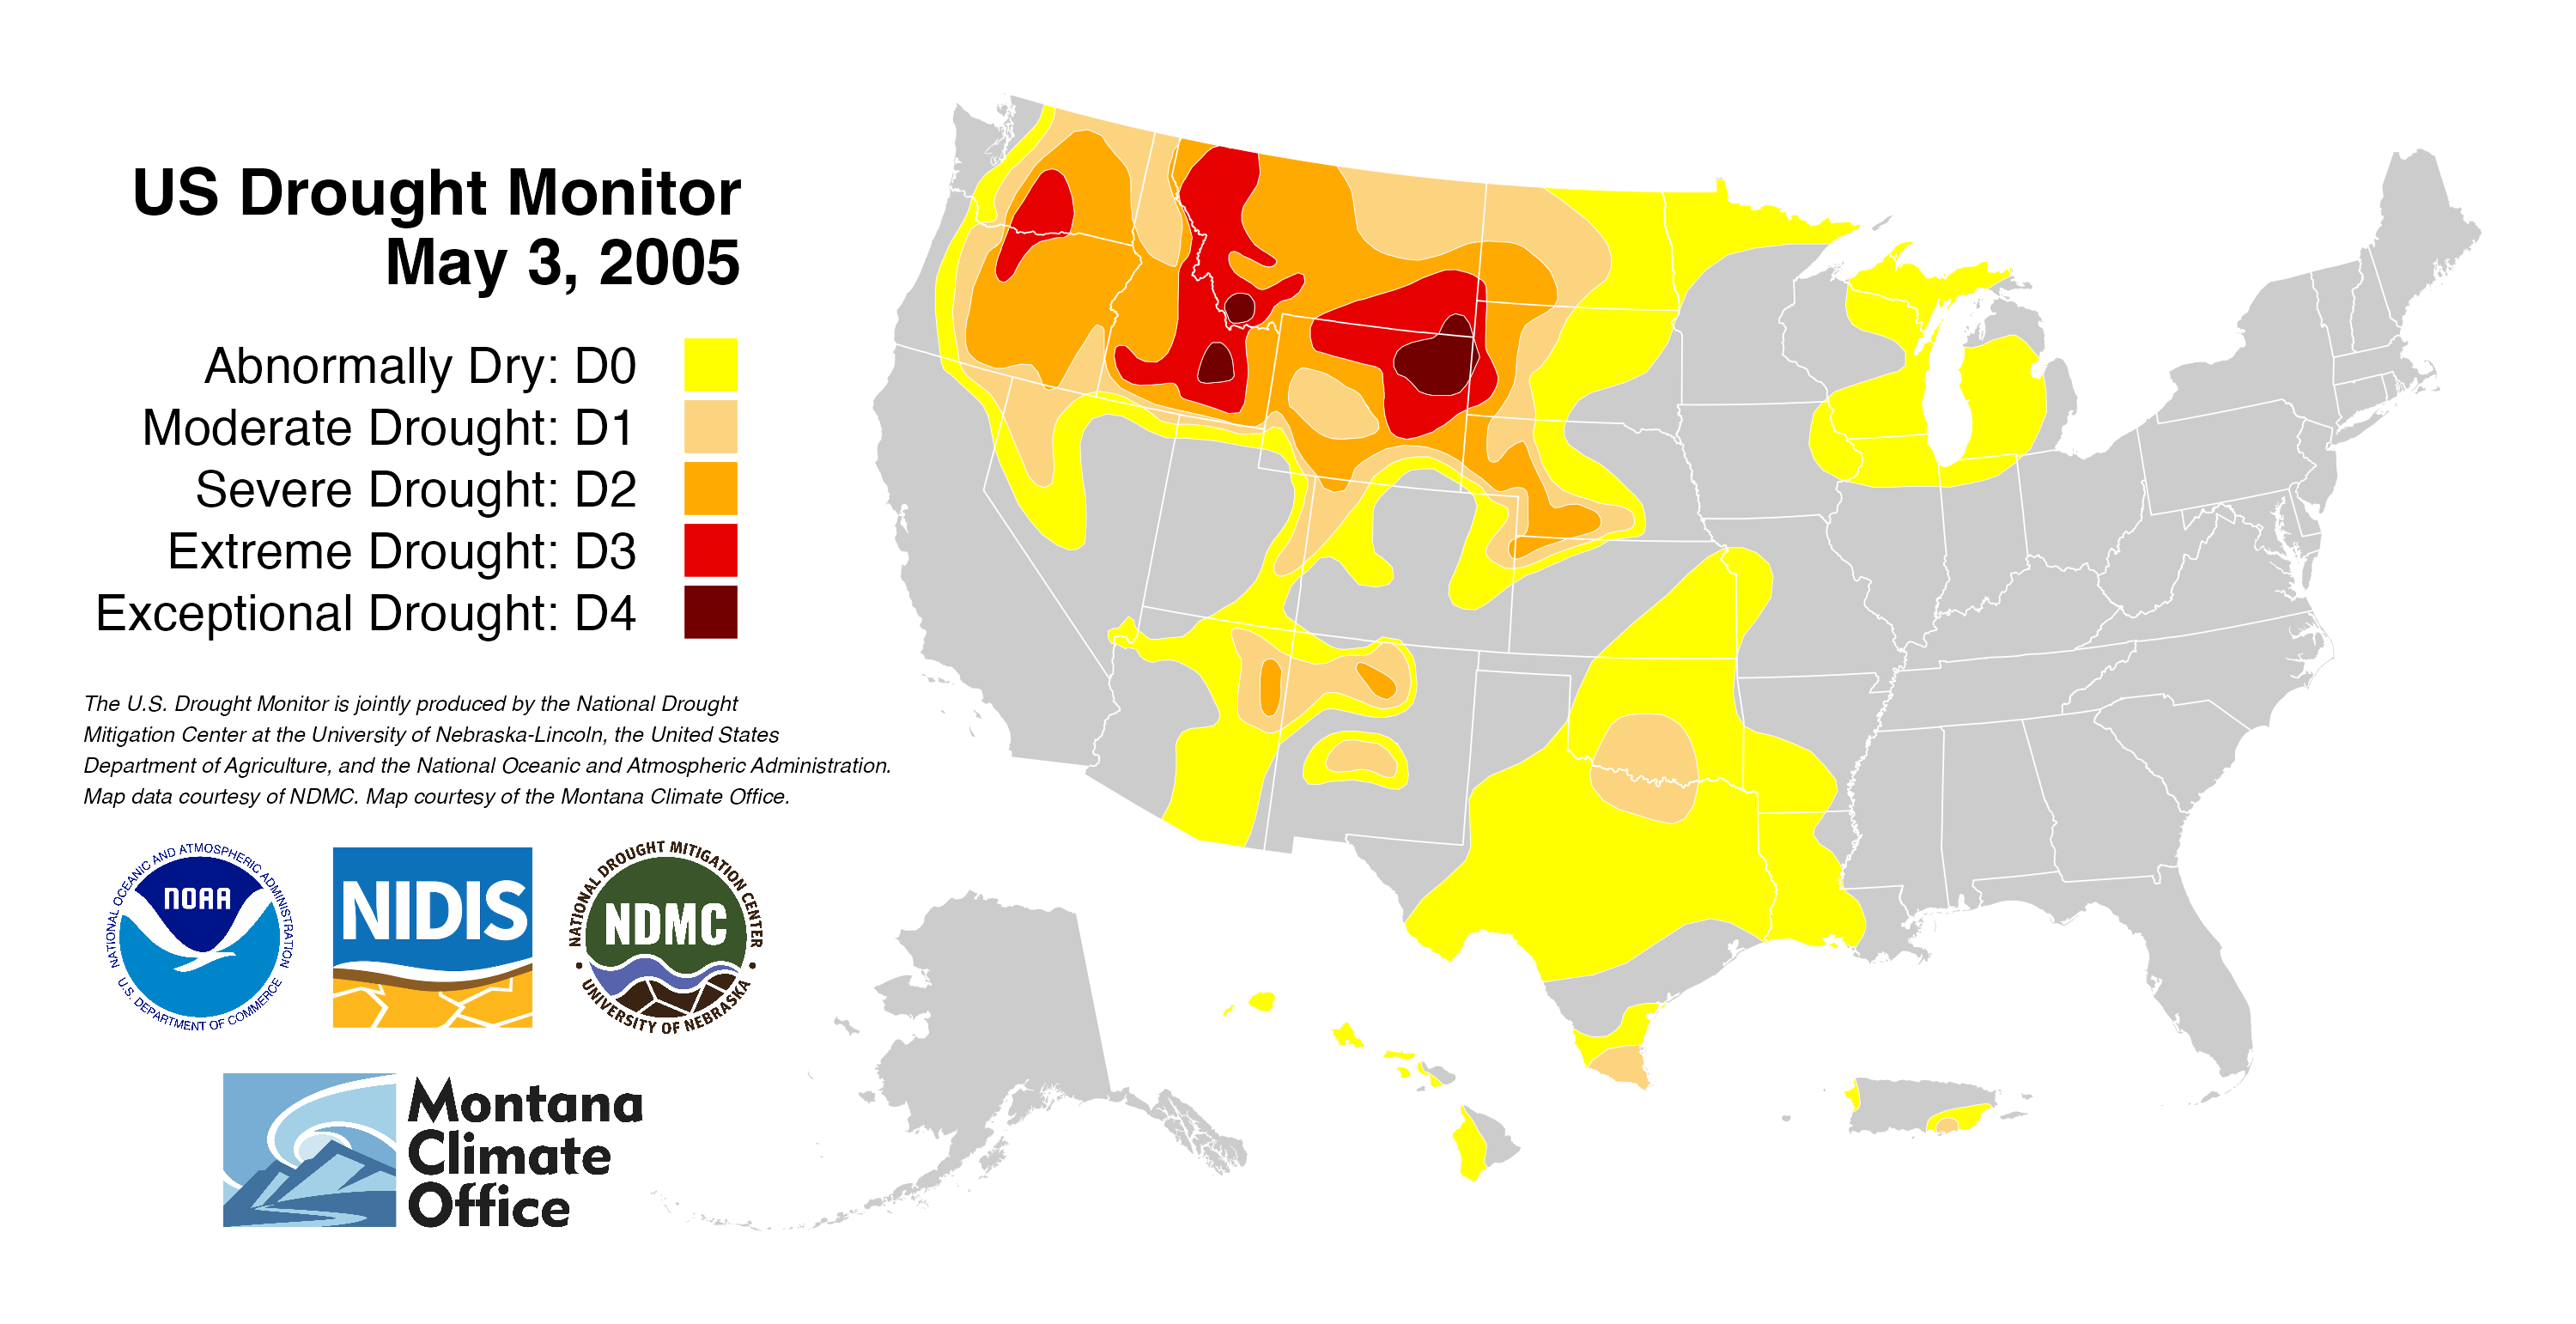 US Drought Monitor
May 3, 2005
Abnormally Dry: D0
Moderate Drought: D1
Severe Drought: D2
Extreme Drought: D3
Exceptional Drought: D4
The U.S. Drought Monitor is jointly produced by the National Drought
Mitigation Center at the University of Nebraska-Lincoln, the United States
Department of Agriculture, and the National Oceanic and Atmospheric Administration.
Map data courtesy of NDMC. Map courtesy of the Montana Climate Office.
NATIONAL OCEANIC AND ATMOSPHERIC ADMINISTRATION
NOAA
U.S. DEPARTMENT OF COMMERCE
NIDIS
NATIONAL DROUGHT MITIGATION CENTER
NDMC
UNIVERSITY OF NEBRASKA
Montana
Climate
Office